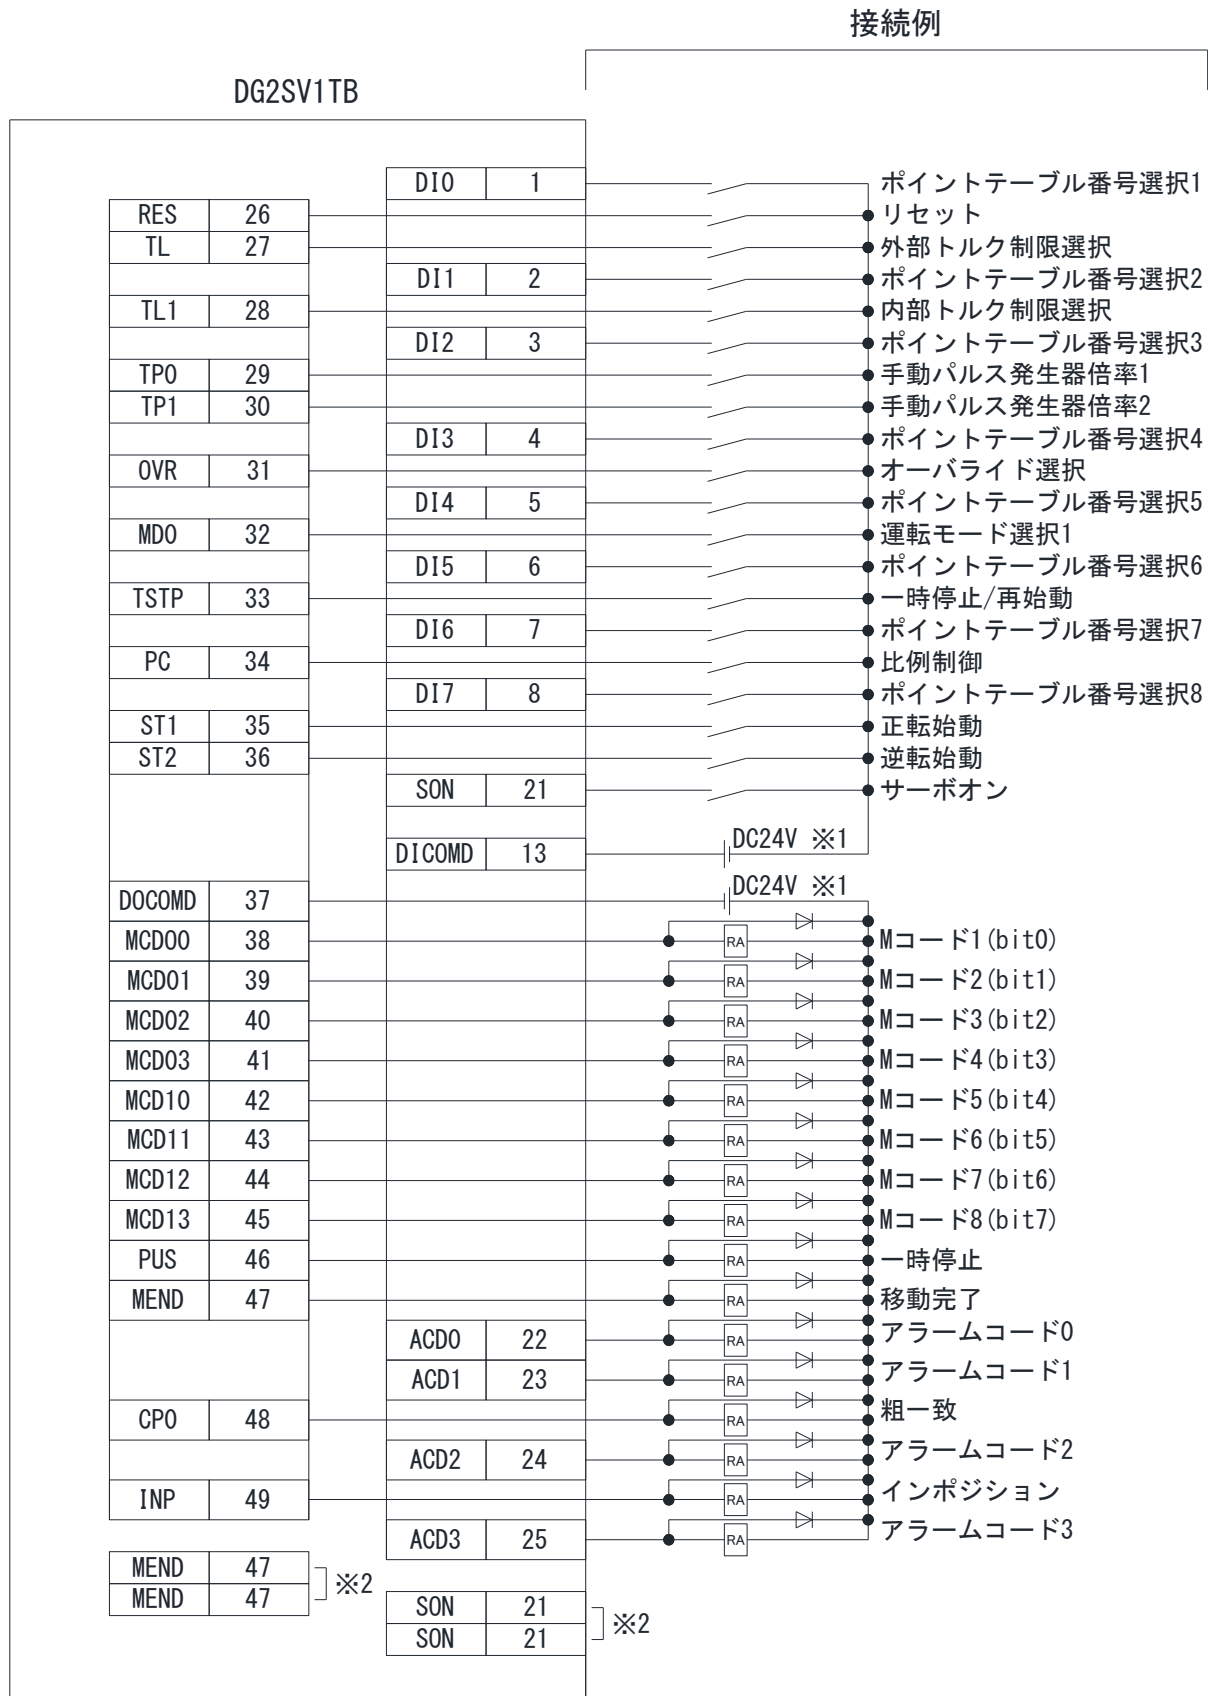 接続例
DG2SV1TB
DI0 1 ポイントテーブル番号選択1
RES 26 リセット
TL 27 外部トルク制限選択
DI1 2 ポイントテーブル番号選択2
TL1 28 内部トルク制限選択
DI2 3 ポイントテーブル番号選択3
TP0 29 手動パルス発生器倍率1
TP1 30 手動パルス発生器倍率2
DI3 4 ポイントテーブル番号選択4
OVR 31 オーバライド選択
DI4 5 ポイントテーブル番号選択5
MD0 32 運転モード選択1
DI5 6 ポイントテーブル番号選択6
TSTP 33 一時停止/再始動
DI6 7 ポイントテーブル番号選択7
PC 34 比例制御
DI7 8 ポイントテーブル番号選択8
ST1 35 正転始動
ST2 36 逆転始動
SON 21 サーボオン
DICOMD 13 DC24V ※1
DOCOMD 37 DC24V ※1
MCD00 38 RA Mコード1(bit0)
MCD01 39 RA Mコード2(bit1)
MCD02 40 RA Mコード3(bit2)
MCD03 41 RA Mコード4(bit3)
MCD10 42 RA Mコード5(bit4)
MCD11 43 RA Mコード6(bit5)
MCD12 44 RA Mコード7(bit6)
MCD13 45 RA Mコード8(bit7)
PUS 46 RA 一時停止
MEND 47 RA 移動完了
ACD0 22 RA アラームコード0
ACD1 23 RA アラームコード1
CPO 48 RA 粗一致
ACD2 24 RA アラームコード2
INP 49 RA インポジション
ACD3 25 RA アラームコード3
MEND 47
MEND 47
※2
SON 21
SON 21
※2